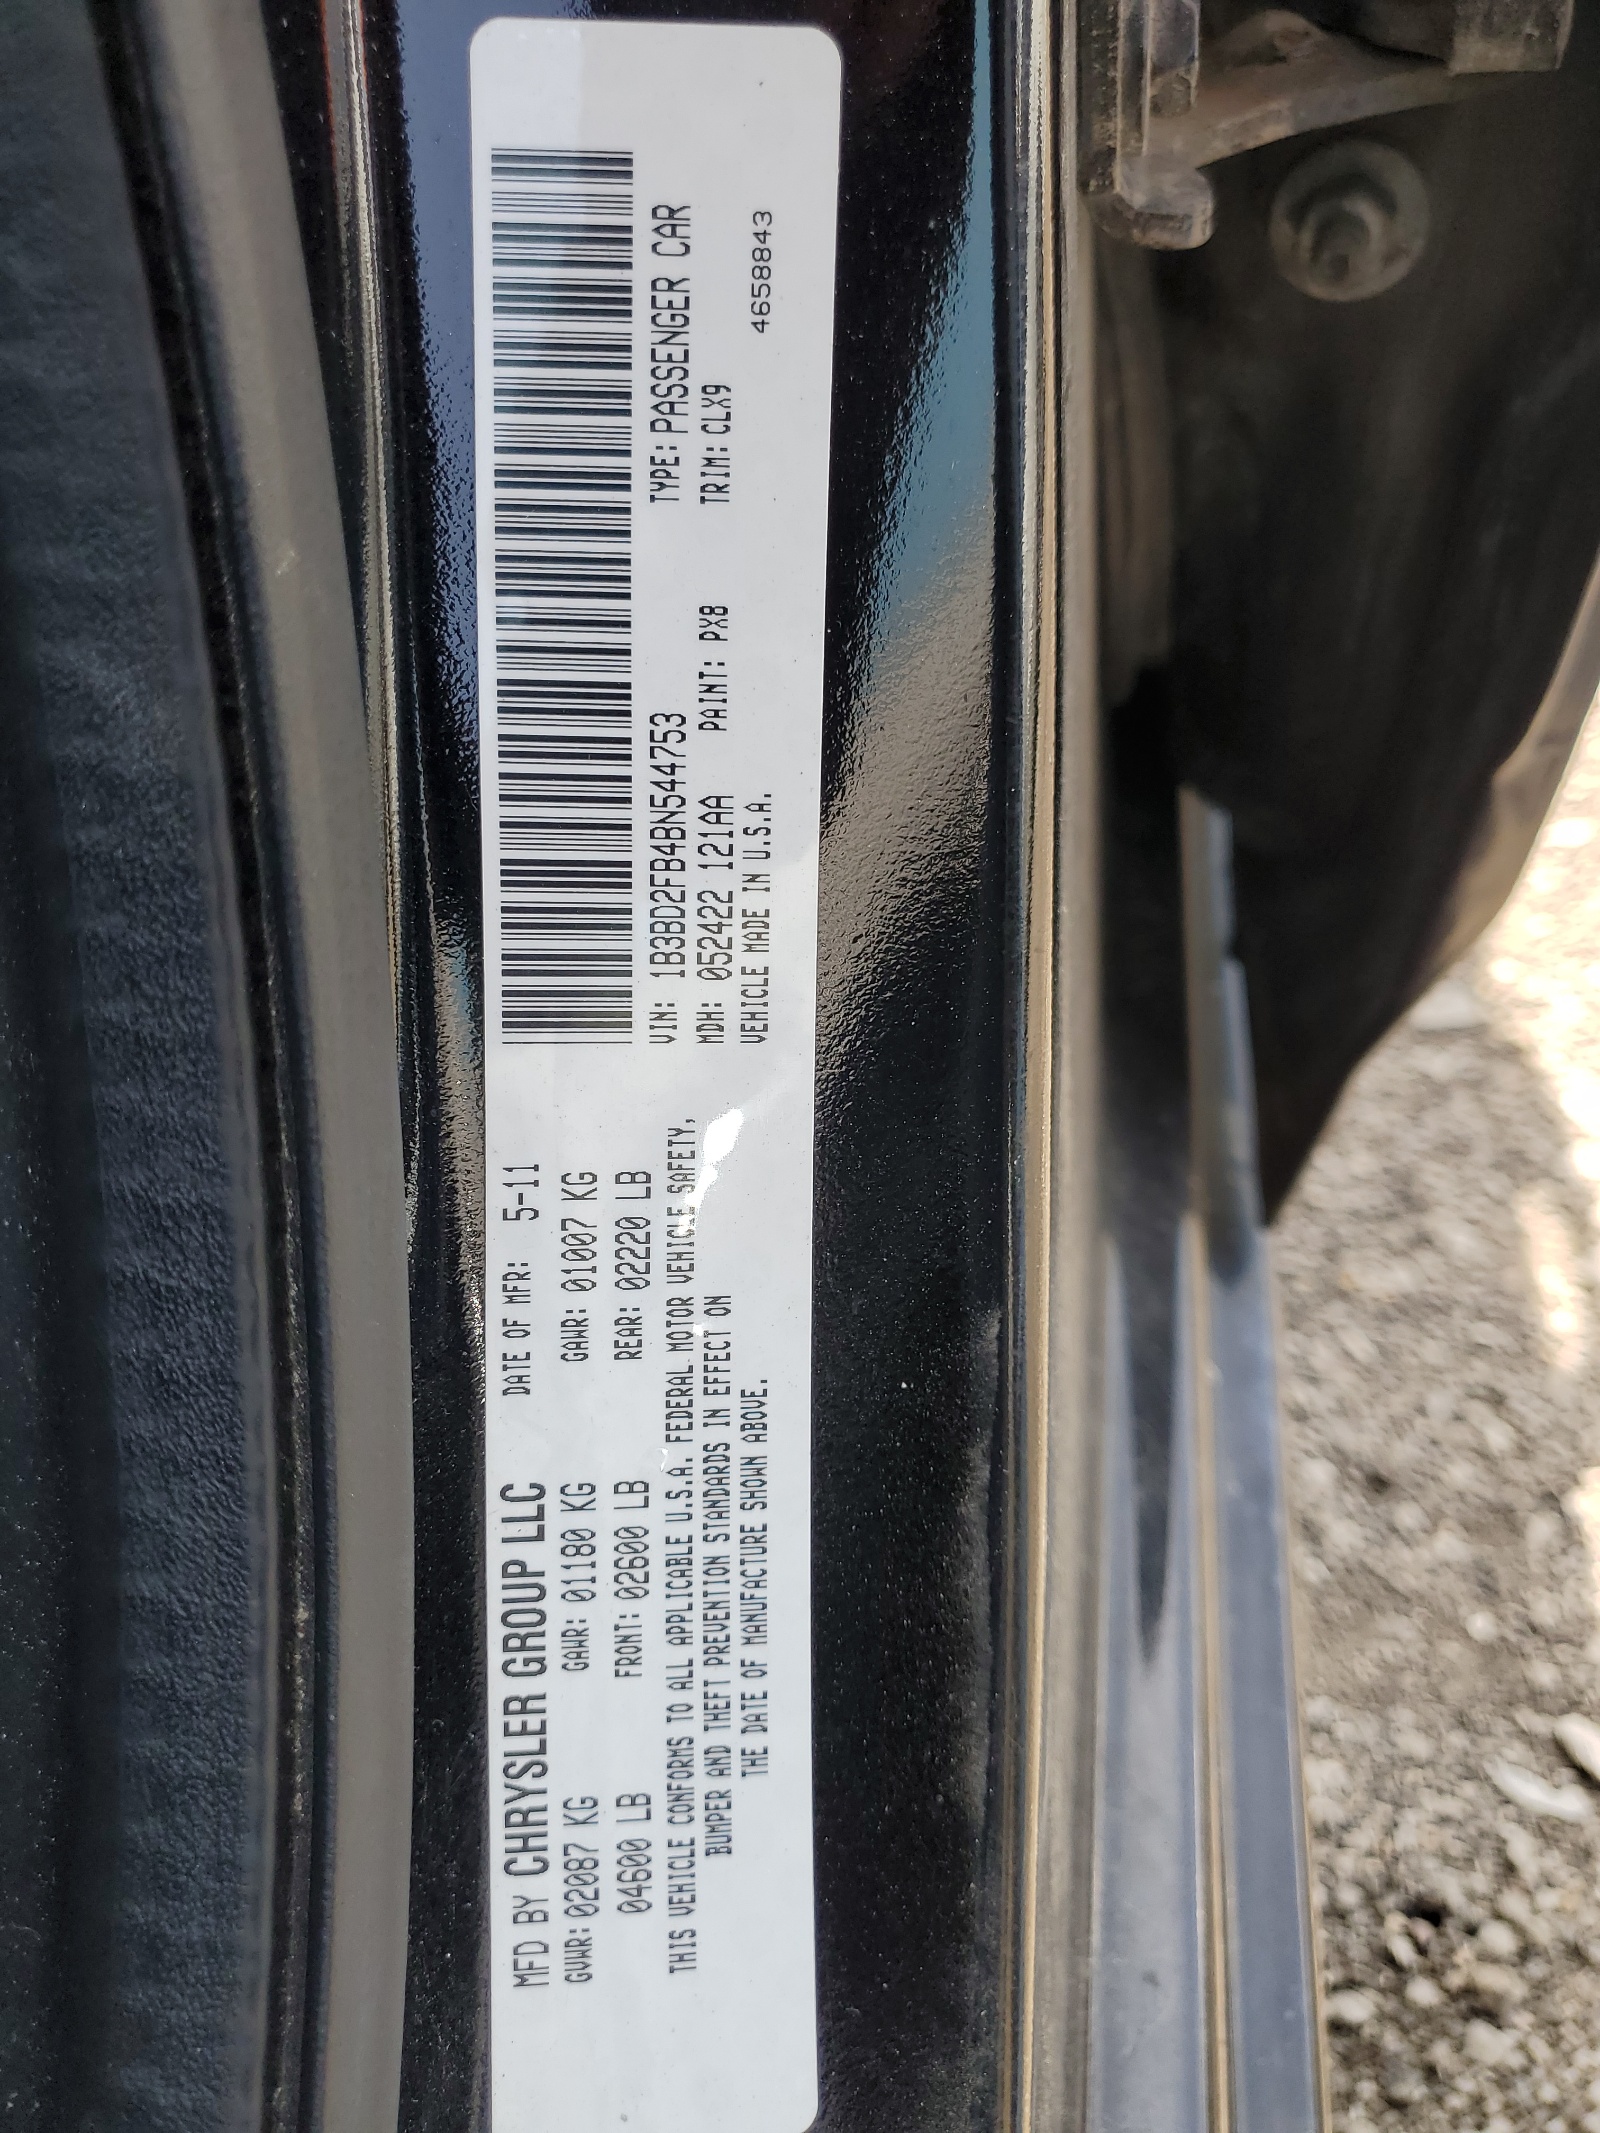 MFD BY CHRYSLER GROUP LLC DATE OF MFR: 5-11
GVWR: 02087 KG GAWR: 01180 KG GAWR: 01007 KG
04600 LB FRONT: 02600 LB REAR: 02220 LB
THIS VEHICLE CONFORMS TO ALL APPLICABLE U.S.A. FEDERAL MOTOR VEHICLE SAFETY,
BUMPER AND THEFT PREVENTION STANDARDS IN EFFECT ON
THE DATE OF MANUFACTURE SHOWN ABOVE.
VIN: 1B3BD2FB4BN544753 TYPE: PASSENGER CAR
MDH: 052422 121AA PAINT: PX8 TRIM: CLX9
VEHICLE MADE IN U.S.A.
4658843